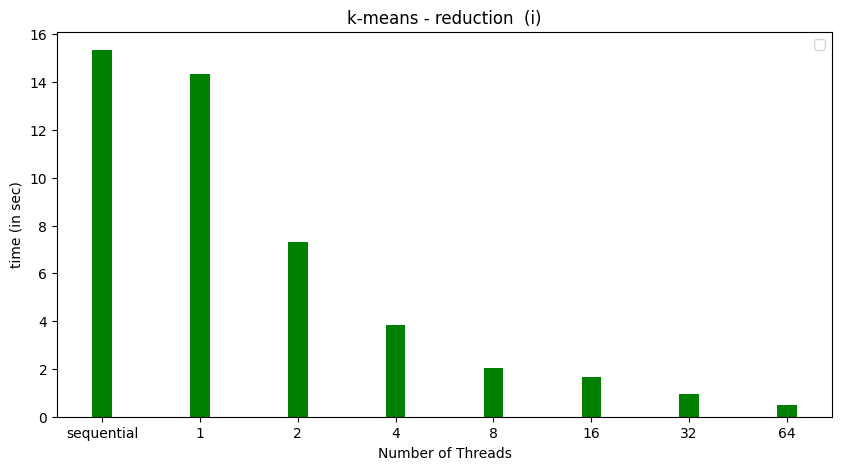 k-means - reduction  (i)
16
14
12
10
8
6
4
2
0
time (in sec)
sequential 1 2 4 8 16 32 64
Number of Threads